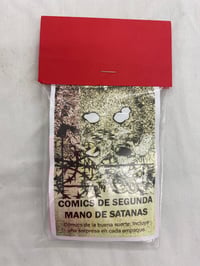 COMICS DE SEGUNDA
MANO DE SATANAS
Comics de la buena suerte, incluye
una sorpresa en cada empaque.